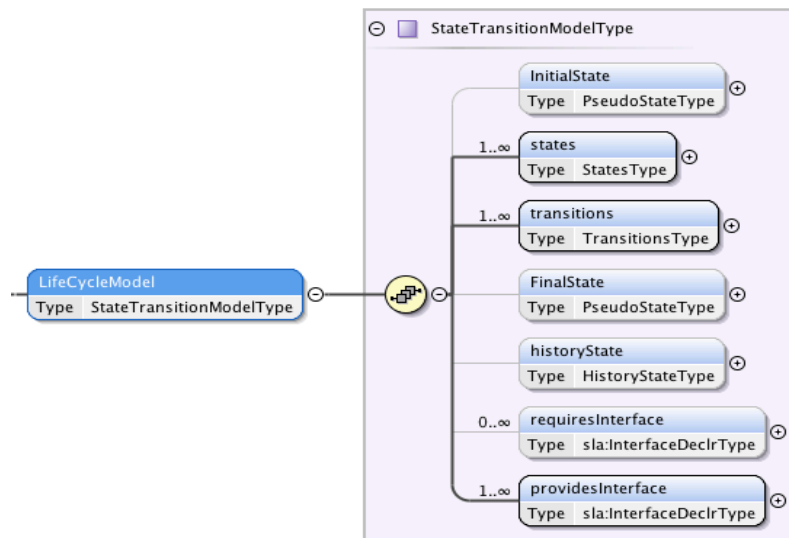 StateTransitionModelType
InitialState
Type PseudoStateType
1..∞
states
Type StatesType
1..∞
transitions
Type TransitionsType
LifeCycleModel
Type StateTransitionModelType
FinalState
Type PseudoStateType
historyState
Type HistoryStateType
0..∞
requiresInterface
Type sla:InterfaceDeclrType
1..∞
providesInterface
Type sla:InterfaceDeclrType